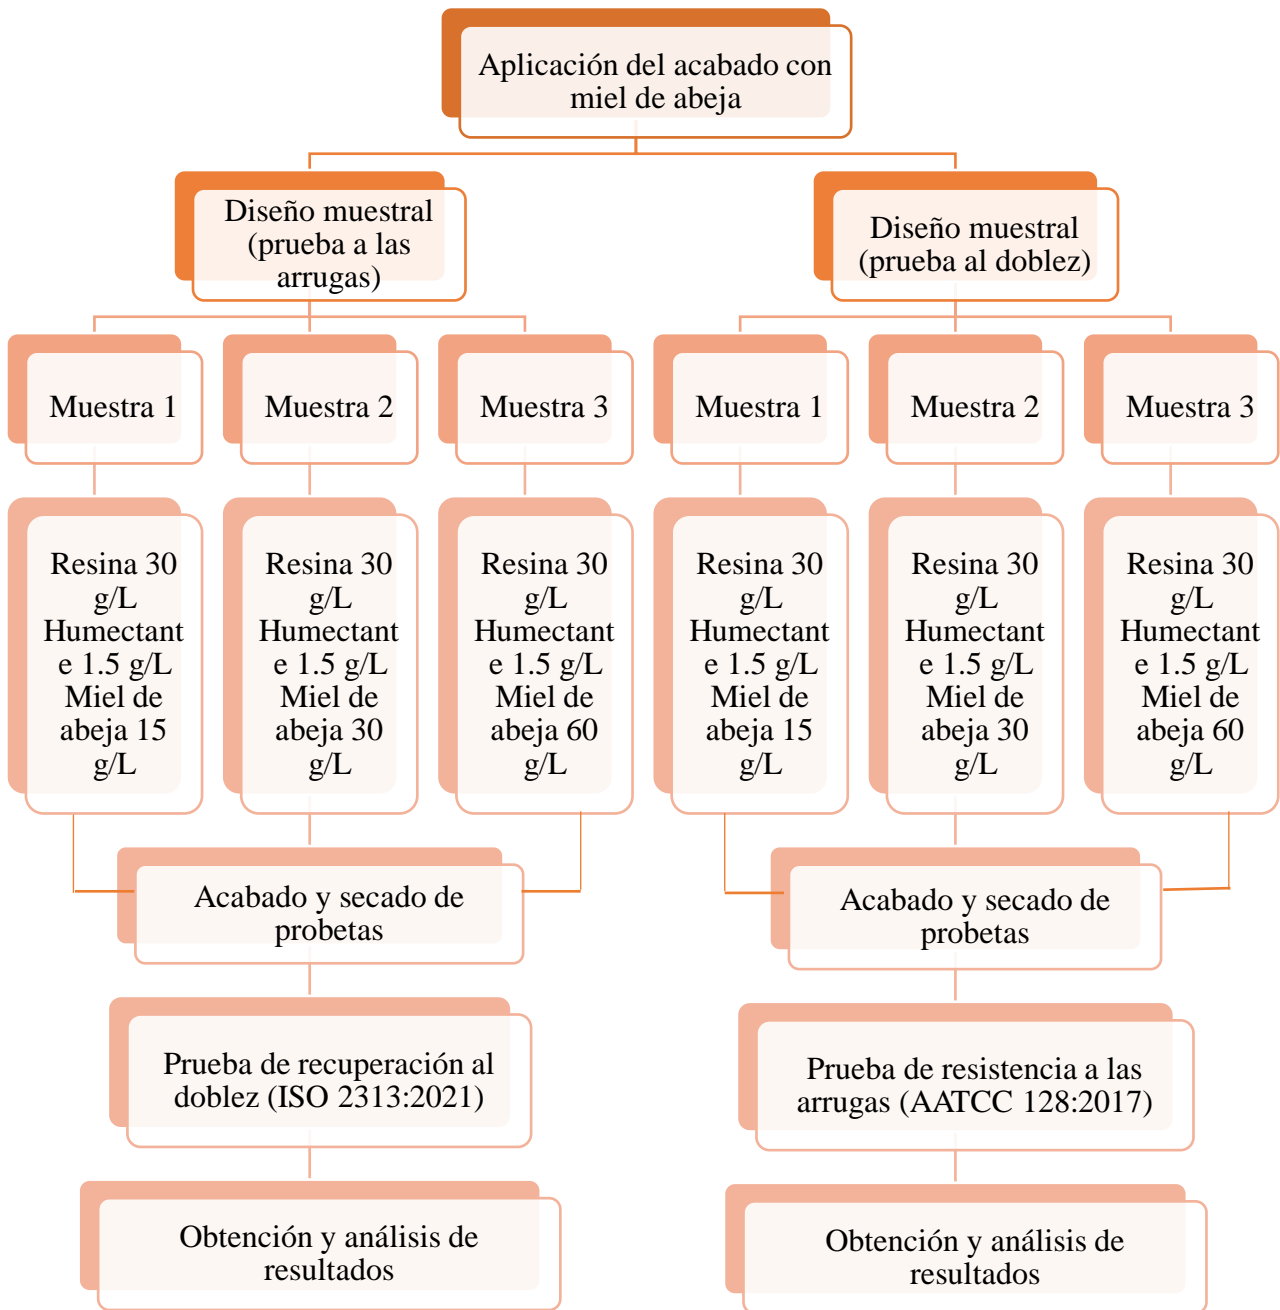 Aplicación del acabado con
miel de abeja
Diseño muestral
(prueba a las
arrugas)
Diseño muestral
(prueba al doblez)
Muestra 1
Muestra 2
Muestra 3
Muestra 1
Muestra 2
Muestra 3
Resina 30
g/L
Humectant
e 1.5 g/L
Miel de
abeja 15
g/L
Resina 30
g/L
Humectant
e 1.5 g/L
Miel de
abeja 30
g/L
Resina 30
g/L
Humectant
e 1.5 g/L
Miel de
abeja 60
g/L
Resina 30
g/L
Humectant
e 1.5 g/L
Miel de
abeja 15
g/L
Resina 30
g/L
Humectant
e 1.5 g/L
Miel de
abeja 30
g/L
Resina 30
g/L
Humectant
e 1.5 g/L
Miel de
abeja 60
g/L
Acabado y secado de
probetas
Acabado y secado de
probetas
Prueba de recuperación al
doblez (ISO 2313:2021)
Prueba de resistencia a las
arrugas (AATCC 128:2017)
Obtención y análisis de
resultados
Obtención y análisis de
resultados